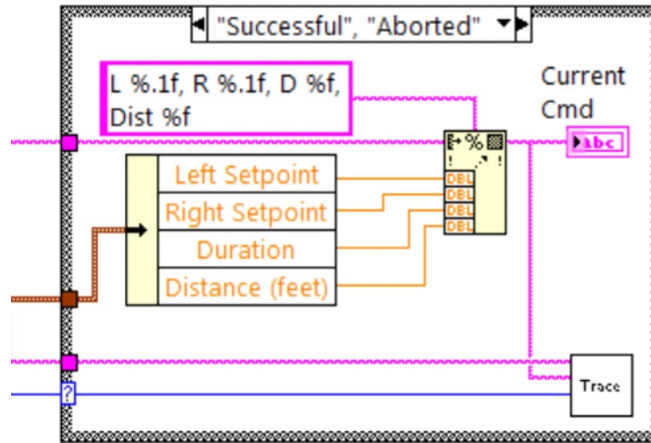 "Successful", "Aborted"
L %.1f, R %.1f, D %f,
Dist %f
Current
Cmd
abc
%
! !
Left Setpoint
Right Setpoint
Duration
Distance (feet)
DBL
DBL
DBL
DBL
?
Trace